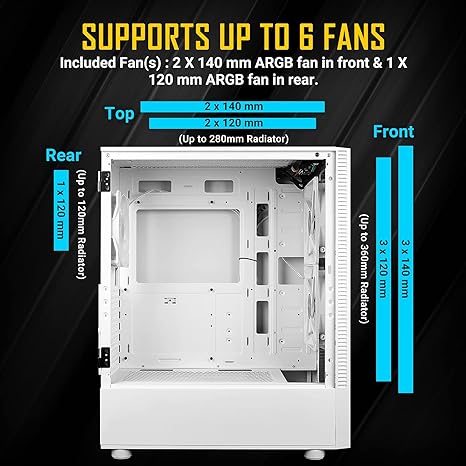 SUPPORTS UP TO 6 FANS
Included Fan(s) : 2 X 140 mm ARGB fan in front & 1 X
120 mm ARGB fan in rear.
Top
2 x 140 mm
2 x 120 mm
(Up to 280mm Radiator)
Rear
1 x 120 mm
(Up to 120mm Radiator)
Front
(Up to 360mm Radiator)
3 x 120 mm
3 x 140 mm